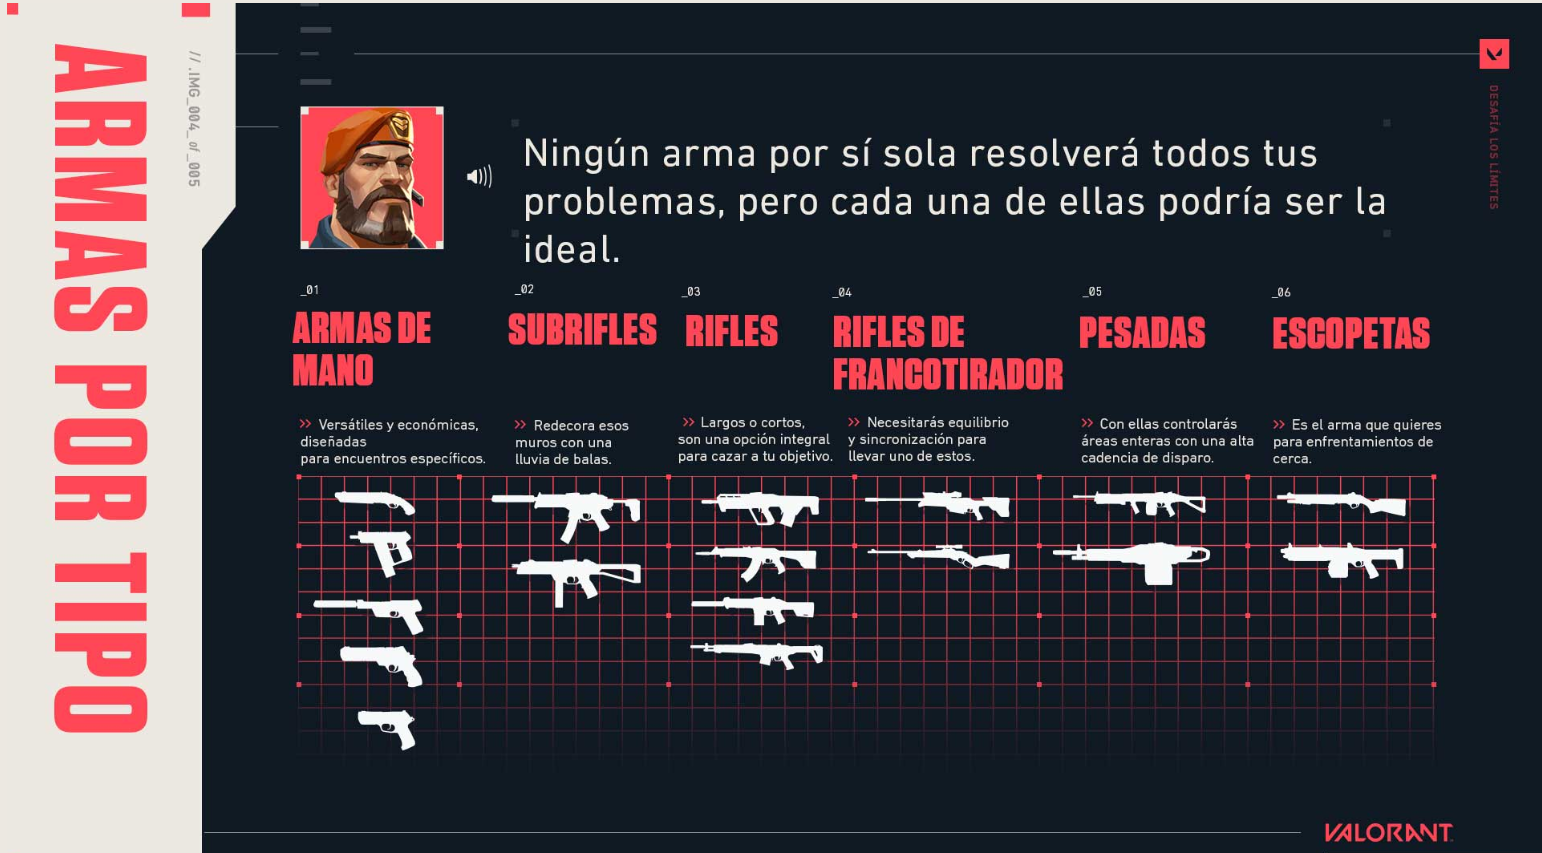 ARMAS POR TIPO
// .IMG_004_of_005
DESAFÍA LOS LÍMITES
Ningún arma por sí sola resolverá todos tus
problemas, pero cada una de ellas podría ser la
ideal.
_01
ARMAS DE
MANO
>> Versátiles y económicas,
diseñadas
para encuentros específicos.
_02
SUBRIFLES
>> Redecora esos
muros con una
lluvia de balas.
_03
RIFLES
>> Largos o cortos,
son una opción integral
para cazar a tu objetivo.
_04
RIFLES DE
FRANCOTIRADOR
>> Necesitarás equilibrio
y sincronización para
llevar uno de estos.
_05
PESADAS
>> Con ellas controlarás
áreas enteras con una alta
cadencia de disparo.
_06
ESCOPETAS
>> Es el arma que quieres
para enfrentamientos de
cerca.
VALORANT